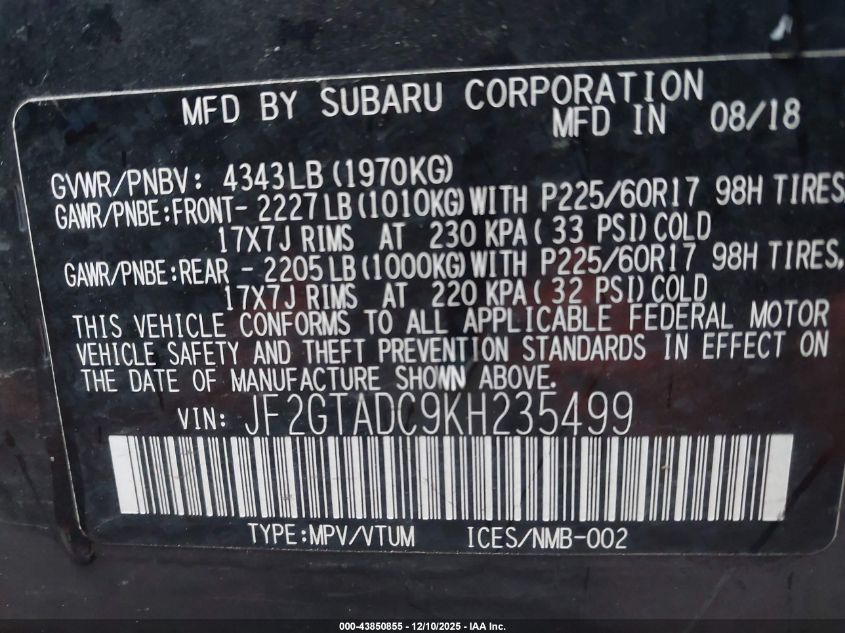 MFD BY SUBARU CORPORATION
MFD IN 08/18
GVWR/PNBV: 4343LB (1970KG)
GAWR/PNBE:FRONT- 2227LB(1010KG)WITH P225/60R17 98H TIRES
17X7J RIMS AT 230 KPA( 33 PSI)COLD
GAWR/PNBE:REAR - 2205LB(1000KG)WITH P225/60R17 98H TIRES,
17X7J RIMS AT 220 KPA( 32 PSI)COLD
THIS VEHICLE CONFORMS TO ALL APPLICABLE FEDERAL MOTOR
VEHICLE SAFETY AND THEFT PREVENTION STANDARDS IN EFFECT ON
THE DATE OF MANUFACTURE SHOWN ABOVE.
VIN: JF2GTADC9KH235499
TYPE:MPV/VTUM ICES/NMB-002
000-43850855 - 12/10/2025 - IAA Inc.